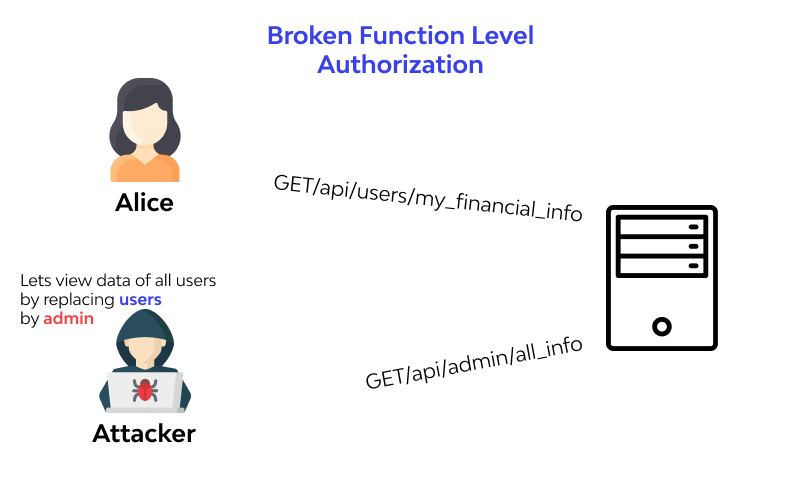 Broken Function Level
Authorization
Alice
GET/api/users/my_financial_info
Lets view data of all users
by replacing users
by admin
GET/api/admin/all_info
Attacker